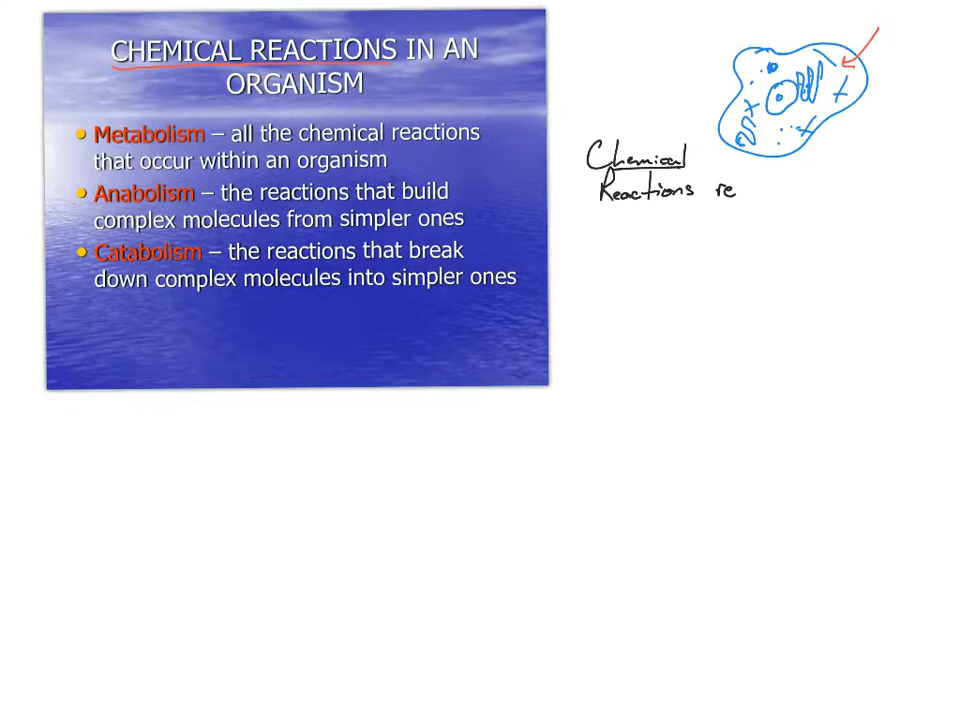 CHEMICAL REACTIONS IN AN
ORGANISM
• Metabolism – all the chemical reactions
that occur within an organism
• Anabolism – the reactions that build
complex molecules from simpler ones
• Catabolism – the reactions that break
down complex molecules into simpler ones
Chemical
Reactions re